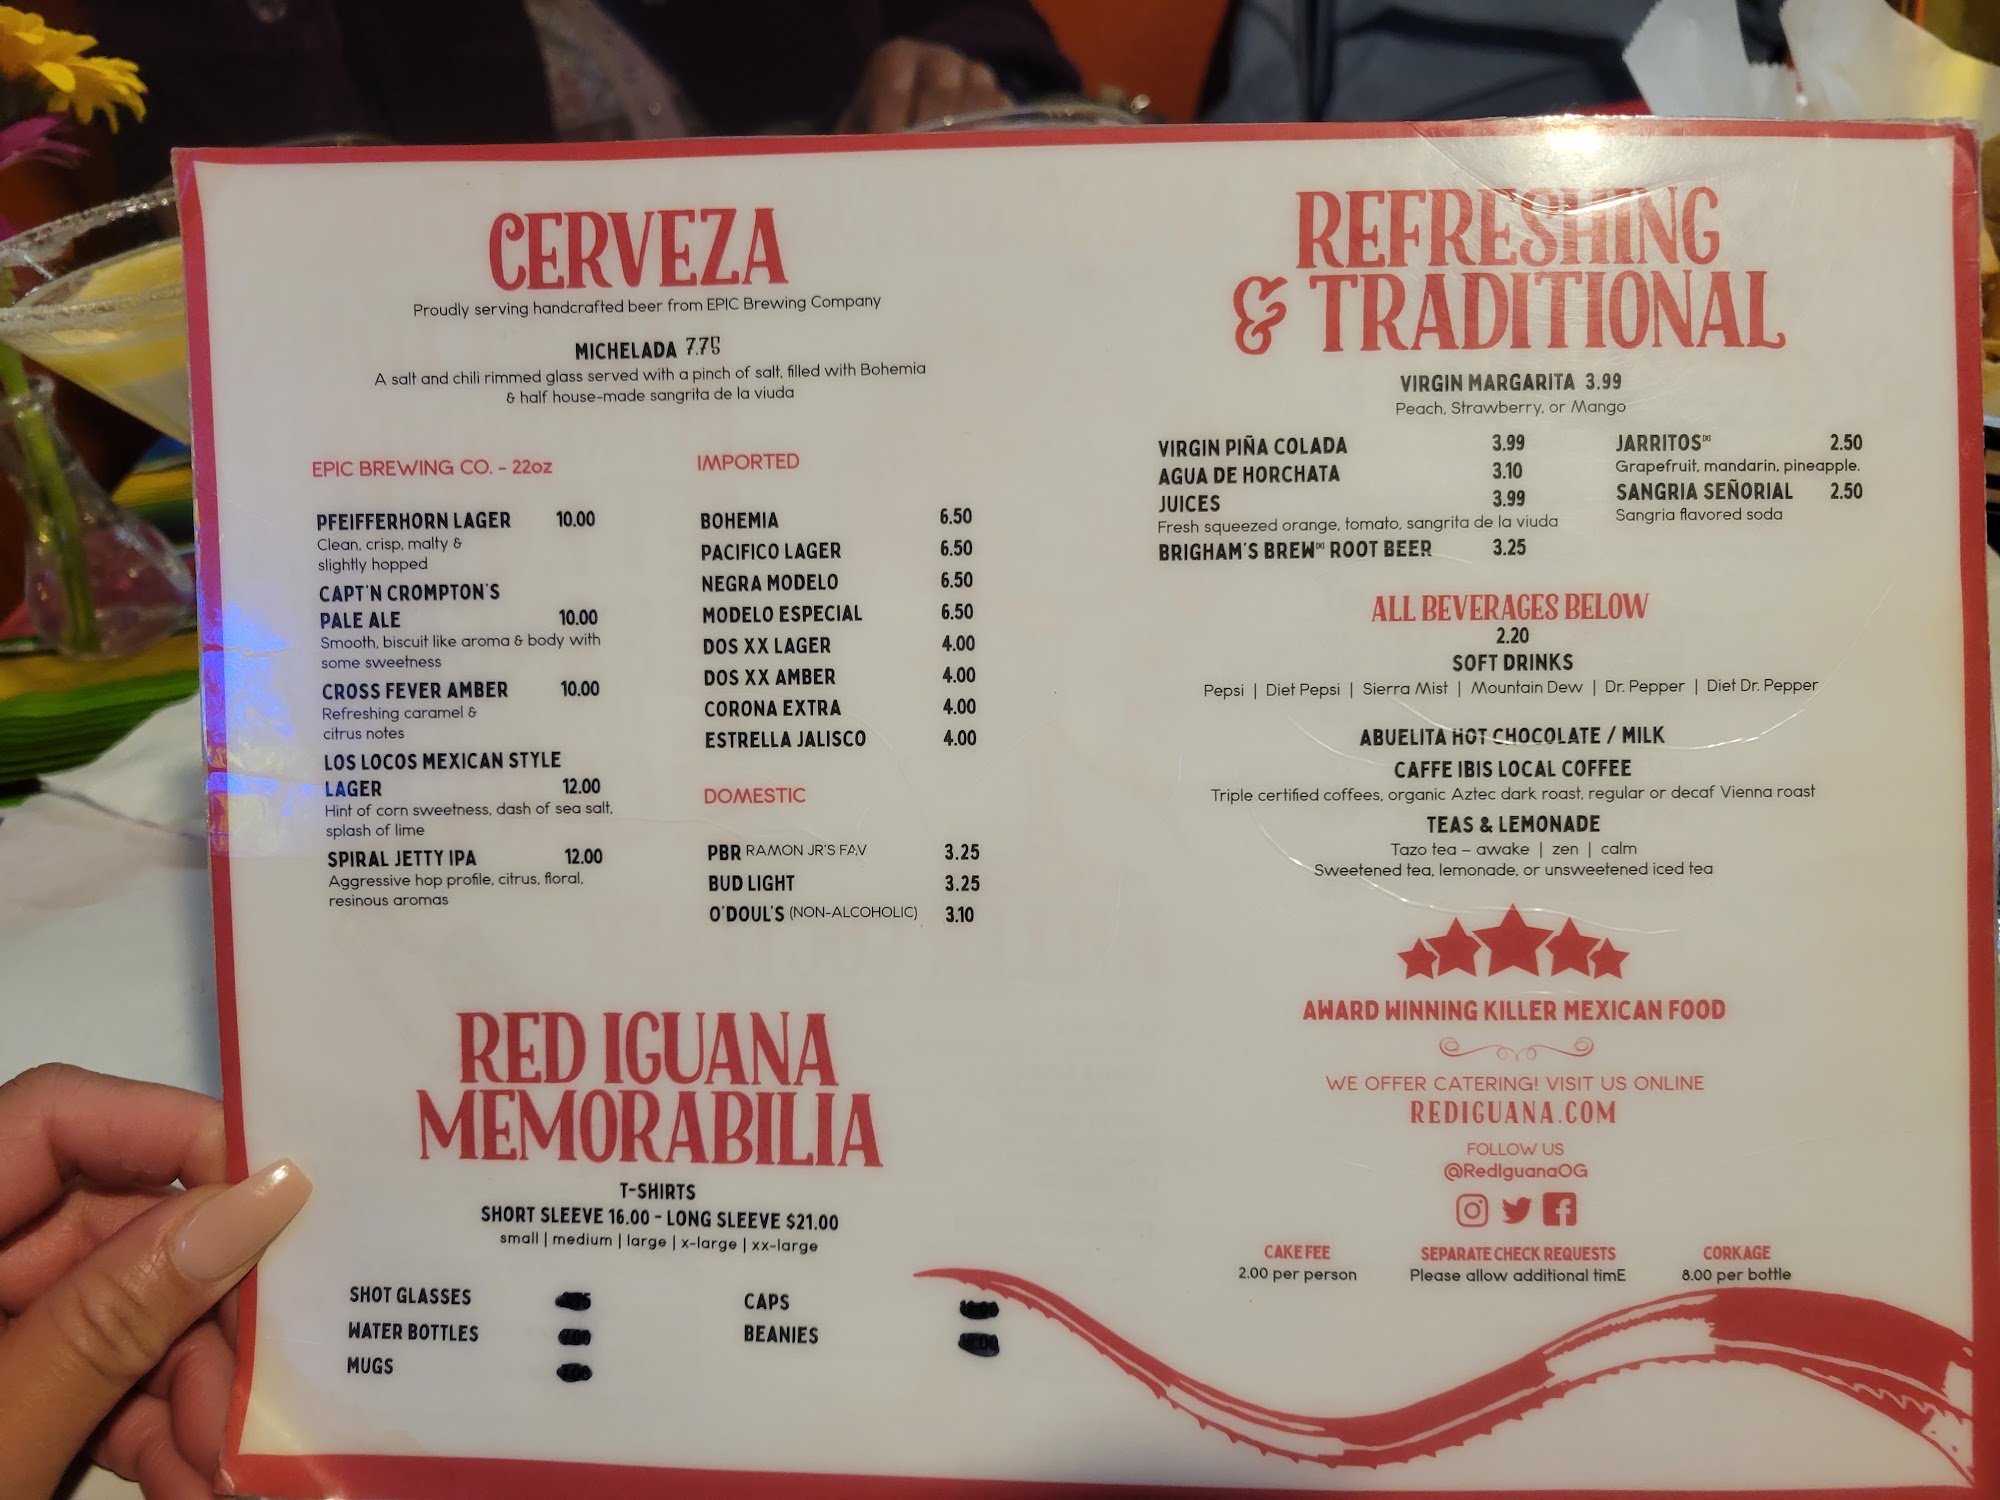 CERVEZA
Proudly serving handcrafted beer from EPIC Brewing Company
MICHELADA 7.75
A salt and chili rimmed glass served with a pinch of salt, filled with Bohemia
& half house-made sangrita de la viuda
EPIC BREWING CO. - 22oz
PFEIFFERHORN LAGER 10.00
Clean, crisp, malty &
slightly hopped
CAPT'N CROMPTON'S
PALE ALE 10.00
Smooth, biscuit like aroma & body with
some sweetness
CROSS FEVER AMBER 10.00
Refreshing caramel &
citrus notes
LOS LOCOS MEXICAN STYLE
LAGER 12.00
Hint of corn sweetness, dash of sea salt,
splash of lime
SPIRAL JETTY IPA 12.00
Aggressive hop profile, citrus, floral,
resinous aromas
IMPORTED
BOHEMIA 6.50
PACIFICO LAGER 6.50
NEGRA MODELO 6.50
MODELO ESPECIAL 6.50
DOS XX LAGER 4.00
DOS XX AMBER 4.00
CORONA EXTRA 4.00
ESTRELLA JALISCO 4.00
DOMESTIC
PBR RAMON JR'S FAV 3.25
BUD LIGHT 3.25
O'DOUL'S (NON-ALCOHOLIC) 3.10
RED IGUANA
MEMORABILIA
T-SHIRTS
SHORT SLEEVE 16.00 - LONG SLEEVE $21.00
small | medium | large | x-large | xx-large
SHOT GLASSES
WATER BOTTLES
MUGS
CAPS
BEANIES
REFRESHING
& TRADITIONAL
VIRGIN MARGARITA 3.99
Peach, Strawberry, or Mango
VIRGIN PIÑA COLADA 3.99
AGUA DE HORCHATA 3.10
JUICES 3.99
Fresh squeezed orange, tomato, sangrita de la viuda
BRIGHAM'S BREW ROOT BEER 3.25
JARRITOS 2.50
Grapefruit, mandarin, pineapple.
SANGRIA SEÑORIAL 2.50
Sangria flavored soda
ALL BEVERAGES BELOW
2.20
SOFT DRINKS
Pepsi | Diet Pepsi | Sierra Mist | Mountain Dew | Dr. Pepper | Diet Dr. Pepper
ABUELITA HOT CHOCOLATE / MILK
CAFFE IBIS LOCAL COFFEE
Triple certified coffees, organic Aztec dark roast, regular or decaf Vienna roast
TEAS & LEMONADE
Tazo tea – awake | zen | calm
Sweetened tea, lemonade, or unsweetened iced tea
AWARD WINNING KILLER MEXICAN FOOD
WE OFFER CATERING! VISIT US ONLINE
REDIGUANA.COM
FOLLOW US
@RedIguanaOG
CAKE FEE
2.00 per person
SEPARATE CHECK REQUESTS
Please allow additional timE
CORKAGE
8.00 per bottle